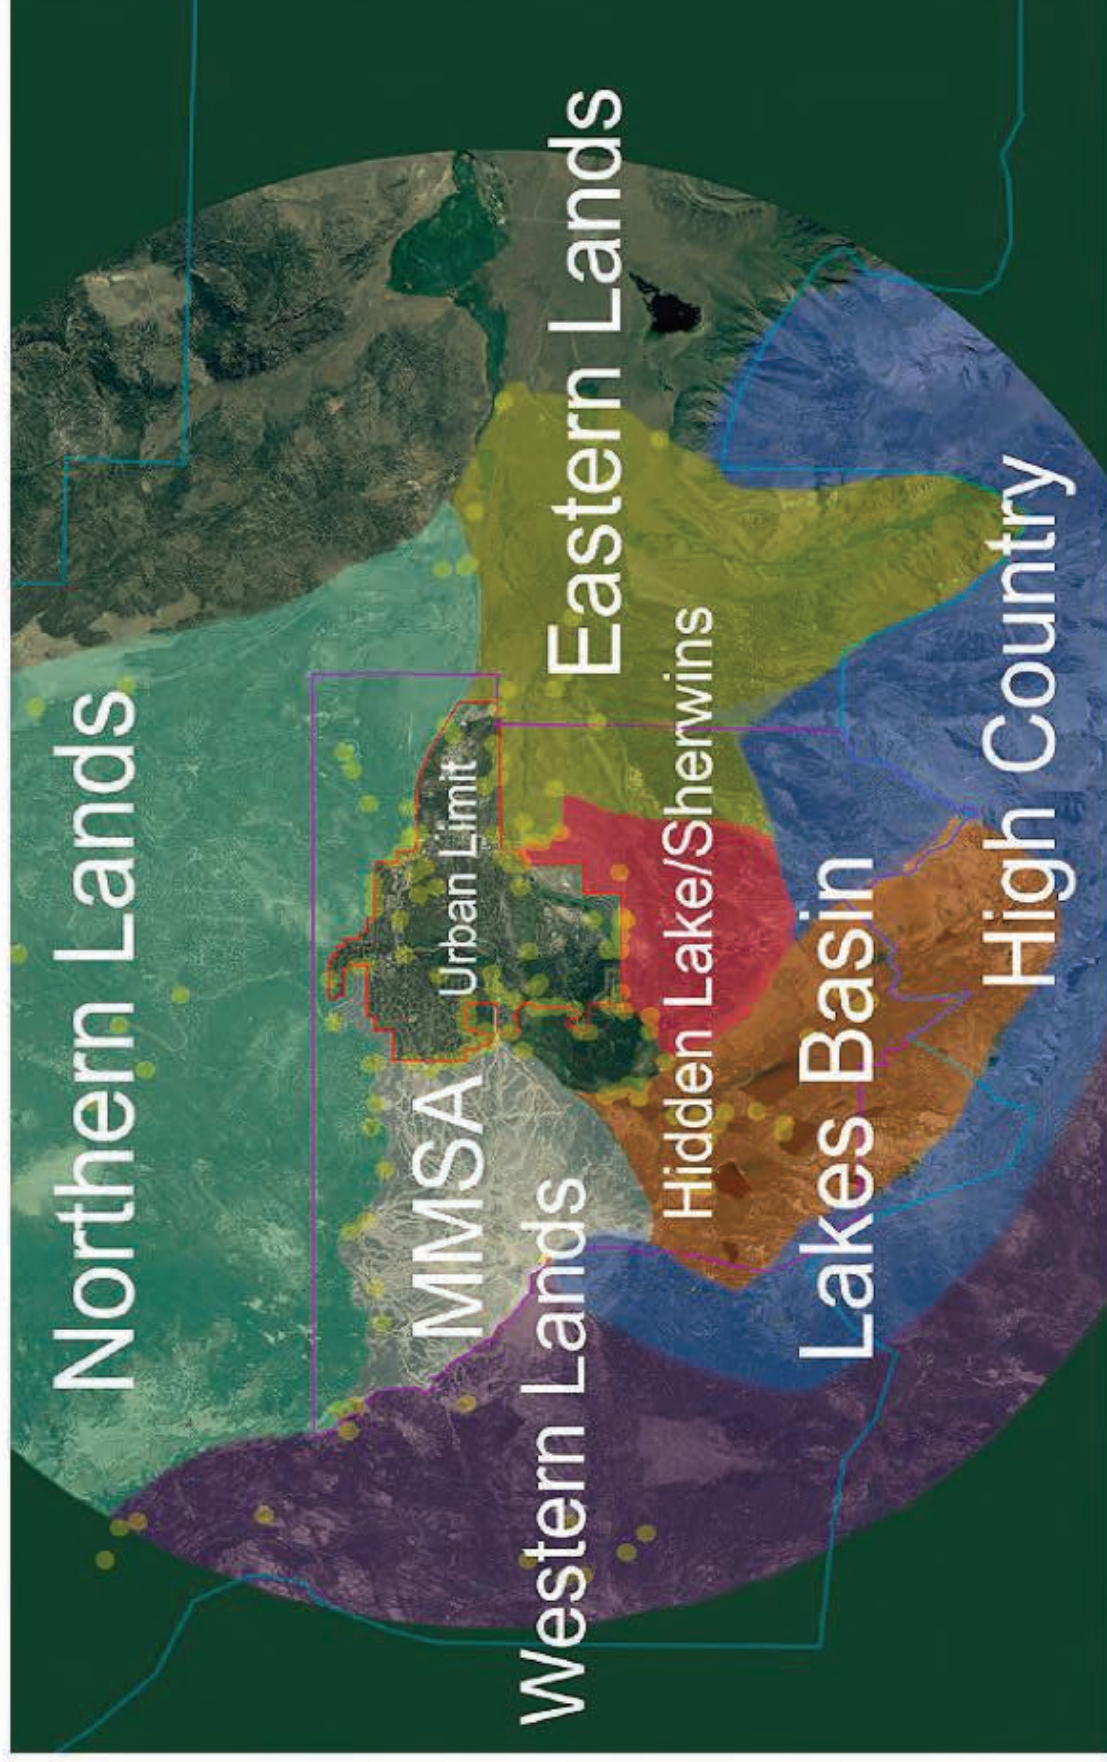 Northern Lands
Urban Limit
MMSA
Eastern Lands
Western Lands
Hidden Lake/Sherwins
Lakes Basin
High Country